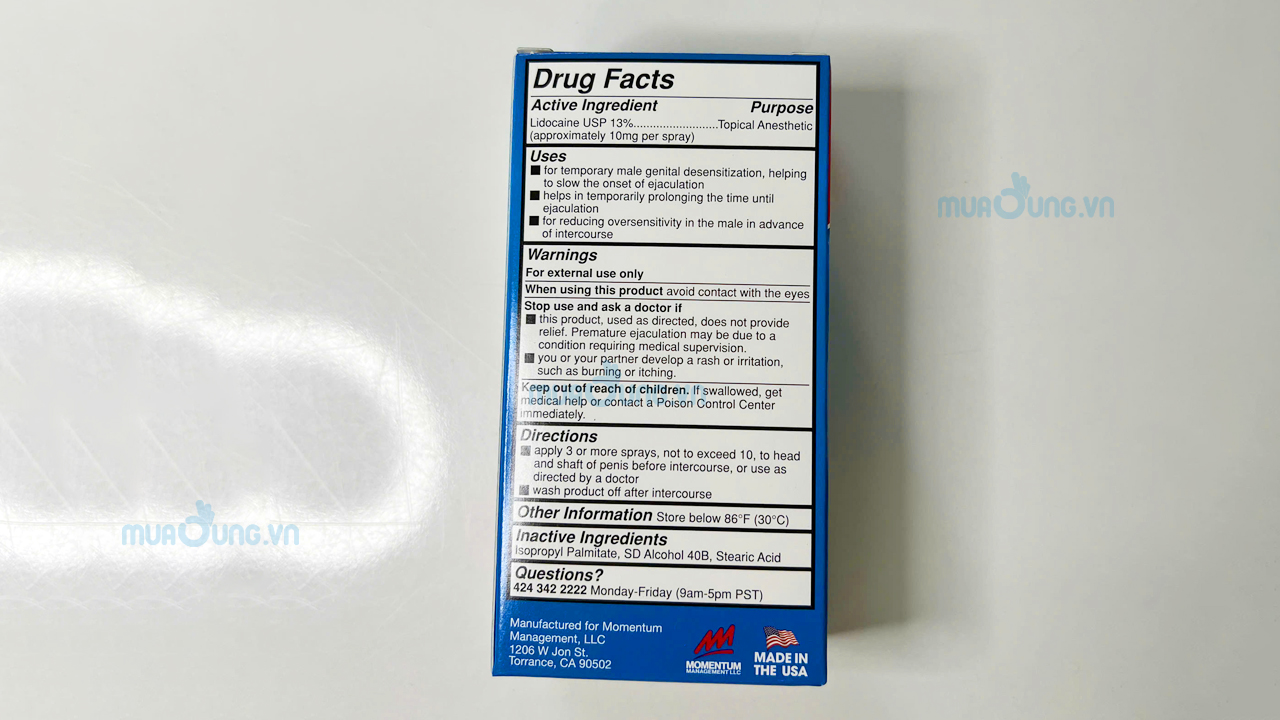 Drug Facts
Active Ingredient Purpose
Lidocaine USP 13%.........................Topical Anesthetic
(approximately 10mg per spray)
Uses
■ for temporary male genital desensitization, helping
to slow the onset of ejaculation
■ helps in temporarily prolonging the time until
ejaculation
■ for reducing oversensitivity in the male in advance
of intercourse
Warnings
For external use only
When using this product avoid contact with the eyes
Stop use and ask a doctor if
■ this product, used as directed, does not provide
relief. Premature ejaculation may be due to a
condition requiring medical supervision.
■ you or your partner develop a rash or irritation,
such as burning or itching.
Keep out of reach of children. If swallowed, get
medical help or contact a Poison Control Center
immediately.
Directions
■ apply 3 or more sprays, not to exceed 10, to head
and shaft of penis before intercourse, or use as
directed by a doctor
■ wash product off after intercourse
Other Information Store below 86°F (30°C)
Inactive Ingredients
Isopropyl Palmitate, SD Alcohol 40B, Stearic Acid
Questions?
424 342 2222 Monday-Friday (9am-5pm PST)
Manufactured for Momentum
Management, LLC
1206 W Jon St.
Torrance, CA 90502
MOMENTUM
MANAGEMENT LLC
MADE IN
THE USA
muaĐung.vn
muaĐung.vn
muaĐung.vn